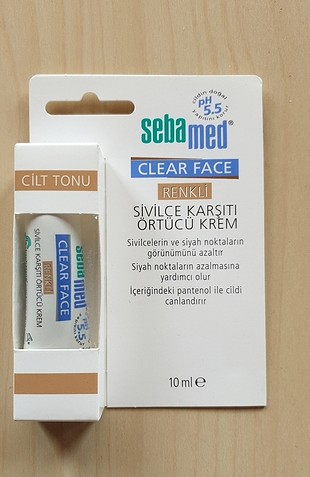 cildin doğal
pH
5.5
yapısını korur
sebamed®
CLEAR FACE
RENKLİ
SİVİLCE KARŞITI
ÖRTÜCÜ KREM
Sivilcelerin ve siyah noktaların
görünümünü azaltır
Siyah noktaların azalmasına
yardımcı olur
İçeriğindeki pantenol ile cildi
canlandırır
10 ml ℮
CİLT TONU
sebamed
pH
5.5
CLEAR FACE
RENKLİ
SİVİLCE KARŞITI ÖRTÜCÜ KREM